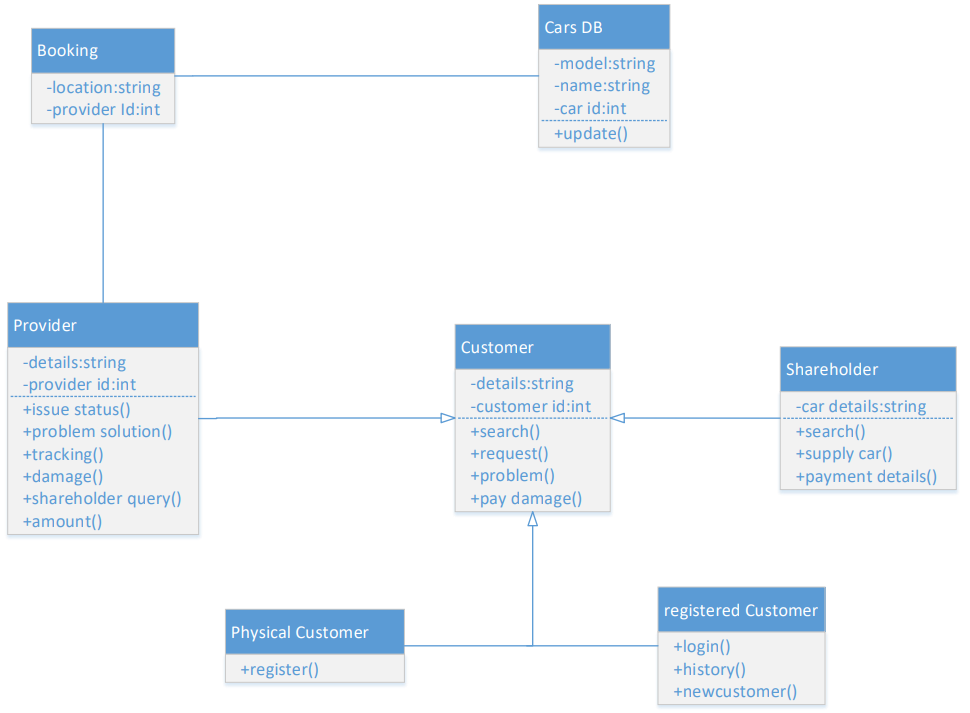 Booking
-location:string
-provider Id:int
Cars DB
-model:string
-name:string
-car id:int
+update()
Provider
-details:string
-provider id:int
+issue status()
+problem solution()
+tracking()
+damage()
+shareholder query()
+amount()
Customer
-details:string
-customer id:int
+search()
+request()
+problem()
+pay damage()
Shareholder
-car details:string
+search()
+supply car()
+payment details()
Physical Customer
+register()
registered Customer
+login()
+history()
+newcustomer()